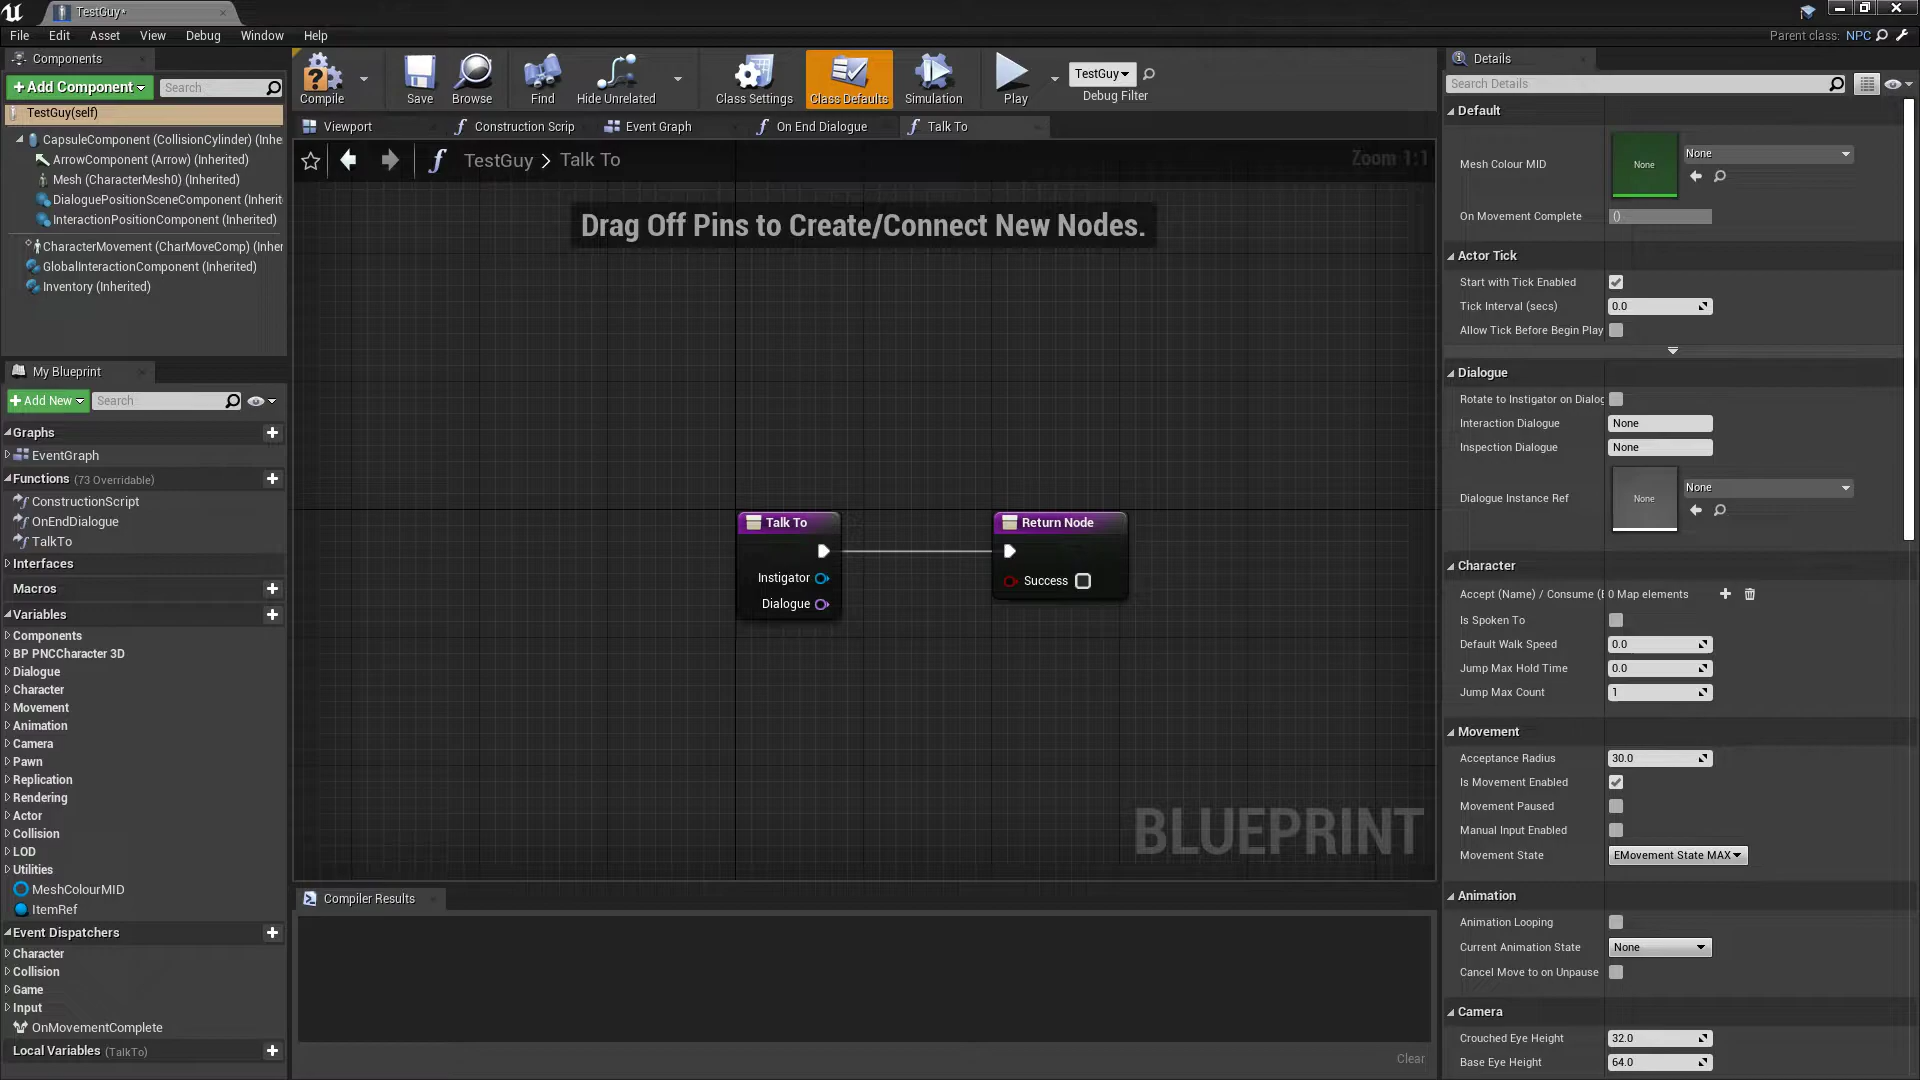 TestGuy*
File Edit Asset View Debug Window Help
Parent class: NPC
Components
+ Add Component
Search
TestGuy(self)
CapsuleComponent (CollisionCylinder) (Inhe
ArrowComponent (Arrow) (Inherited)
Mesh (CharacterMesh0) (Inherited)
DialoguePositionSceneComponent (Inherit
InteractionPositionComponent (Inherited)
CharacterMovement (CharMoveComp) (Inher
GlobalInteractionComponent (Inherited)
Inventory (Inherited)
My Blueprint
+ Add New
Search
Graphs
EventGraph
Functions (73 Overridable)
ConstructionScript
OnEndDialogue
TalkTo
Interfaces
Macros
Variables
Components
BP PNCCharacter 3D
Dialogue
Character
Movement
Animation
Camera
Pawn
Replication
Rendering
Actor
Collision
LOD
Utilities
MeshColourMID
ItemRef
Event Dispatchers
Character
Collision
Game
Input
OnMovementComplete
Local Variables (TalkTo)
Compile
Save
Browse
Find
Hide Unrelated
Class Settings
Class Defaults
Simulation
Play
TestGuy
Debug Filter
Viewport
Construction Scrip
Event Graph
On End Dialogue
Talk To
TestGuy > Talk To
Zoom 1:1
Drag Off Pins to Create/Connect New Nodes.
Talk To
Instigator
Dialogue
Return Node
Success
BLUEPRINT
Compiler Results
Clear
Details
Search Details
Default
Mesh Colour MID
None
None
On Movement Complete ()
Actor Tick
Start with Tick Enabled
Tick Interval (secs) 0.0
Allow Tick Before Begin Play
Dialogue
Rotate to Instigator on Dialog
Interaction Dialogue None
Inspection Dialogue None
Dialogue Instance Ref
None
None
Character
Accept (Name) / Consume (E 0 Map elements
Is Spoken To
Default Walk Speed 0.0
Jump Max Hold Time 0.0
Jump Max Count 1
Movement
Acceptance Radius 30.0
Is Movement Enabled
Movement Paused
Manual Input Enabled
Movement State EMovement State MAX
Animation
Animation Looping
Current Animation State None
Cancel Move to on Unpause
Camera
Crouched Eye Height 32.0
Base Eye Height 64.0